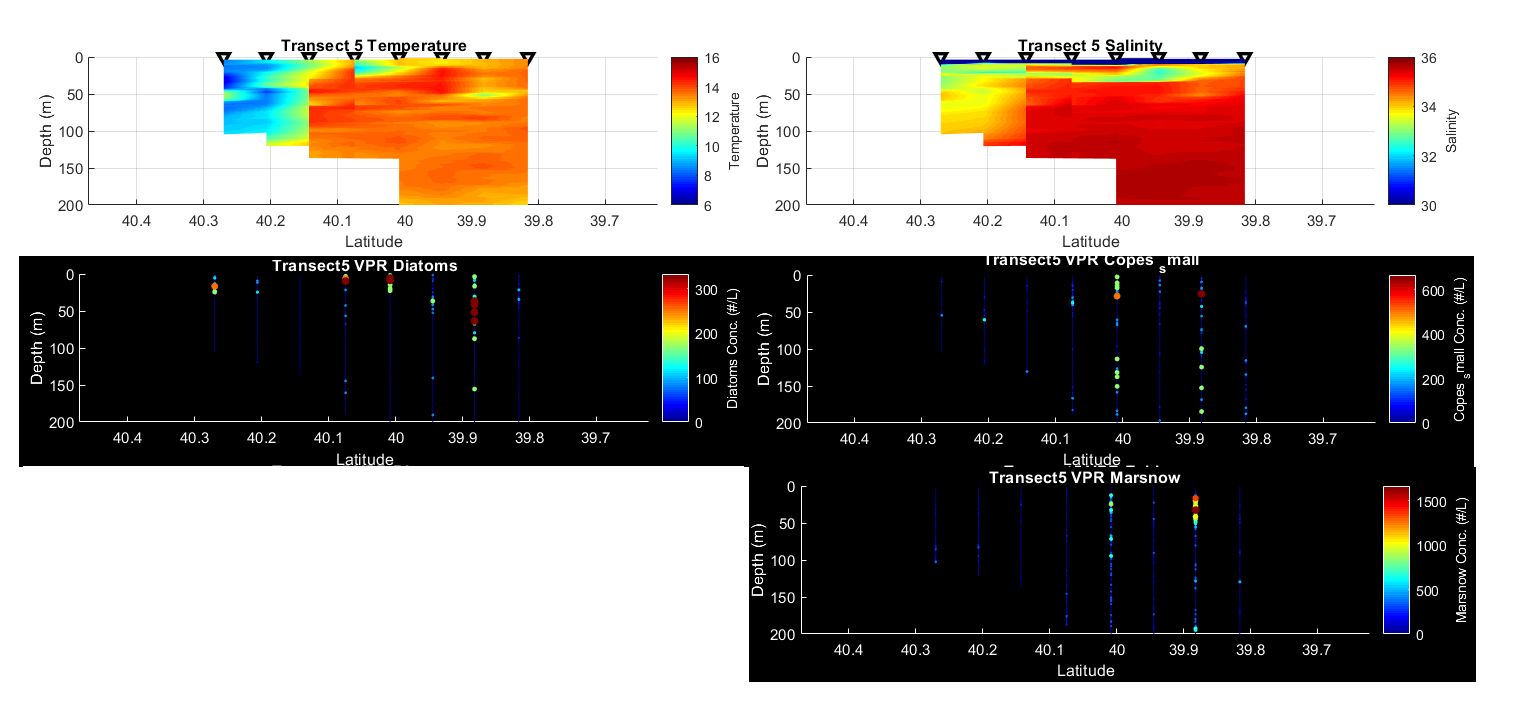 Transect 5 Temperature
0
50
100
150
200
Depth (m)
40.4 40.3 40.2 40.1 40 39.9 39.8 39.7
Latitude
16
14
12
10
8
6
Temperature
Transect 5 Salinity
0
50
100
150
200
Depth (m)
40.4 40.3 40.2 40.1 40 39.9 39.8 39.7
Latitude
36
34
32
30
Salinity
Transect5 VPR Diatoms
0
50
100
150
200
Depth (m)
40.4 40.3 40.2 40.1 40 39.9 39.8 39.7
Latitude
300
200
100
0
Diatoms Conc. (#/L)
Transect5 VPR Copes small
0
50
100
150
200
Depth (m)
40.4 40.3 40.2 40.1 40 39.9 39.8 39.7
Latitude
600
400
200
0
Copes small Conc. (#/L)
Transect5 VPR Marsnow
0
50
100
150
200
Depth (m)
40.4 40.3 40.2 40.1 40 39.9 39.8 39.7
Latitude
1500
1000
500
0
Marsnow Conc. (#/L)